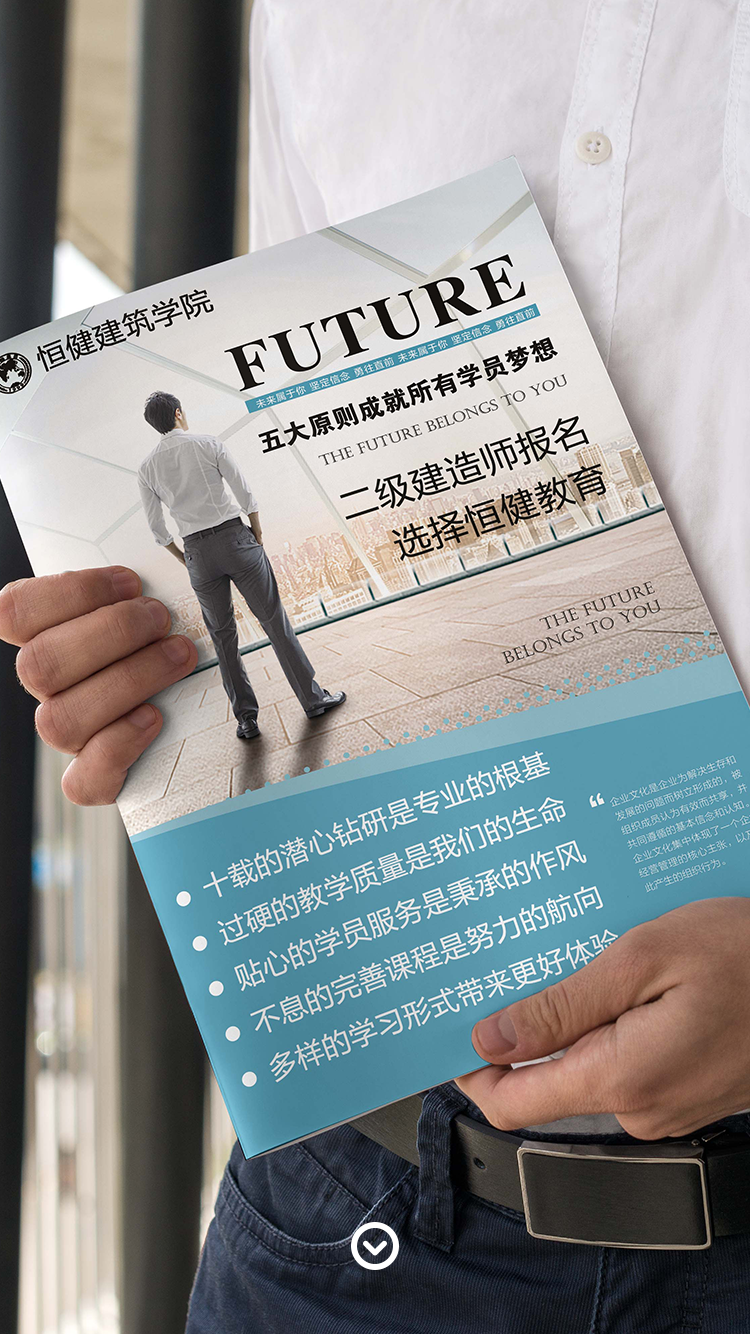 恒健建筑学院
FUTURE
未来属于你 坚定信念 勇往直前 未来属于你 坚定信念 勇往直前
五大原则成就所有学员梦想
THE FUTURE BELONGS TO YOU
二级建造师报名
选择恒健教育
THE FUTURE
BELONGS TO YOU
十载的潜心钻研是专业的根基
过硬的教学质量是我们的生命
贴心的学员服务是秉承的作风
不息的完善课程是努力的航向
多样的学习形式带来更好体验
“企业文化是企业为解决生存和
发展的问题而树立形成的，被
组织成员认为有效而共享，并
共同遵循的基本信念和认知
企业文化集中体现了一个企
经营管理的核心主张，以及
此产生的组织行为。